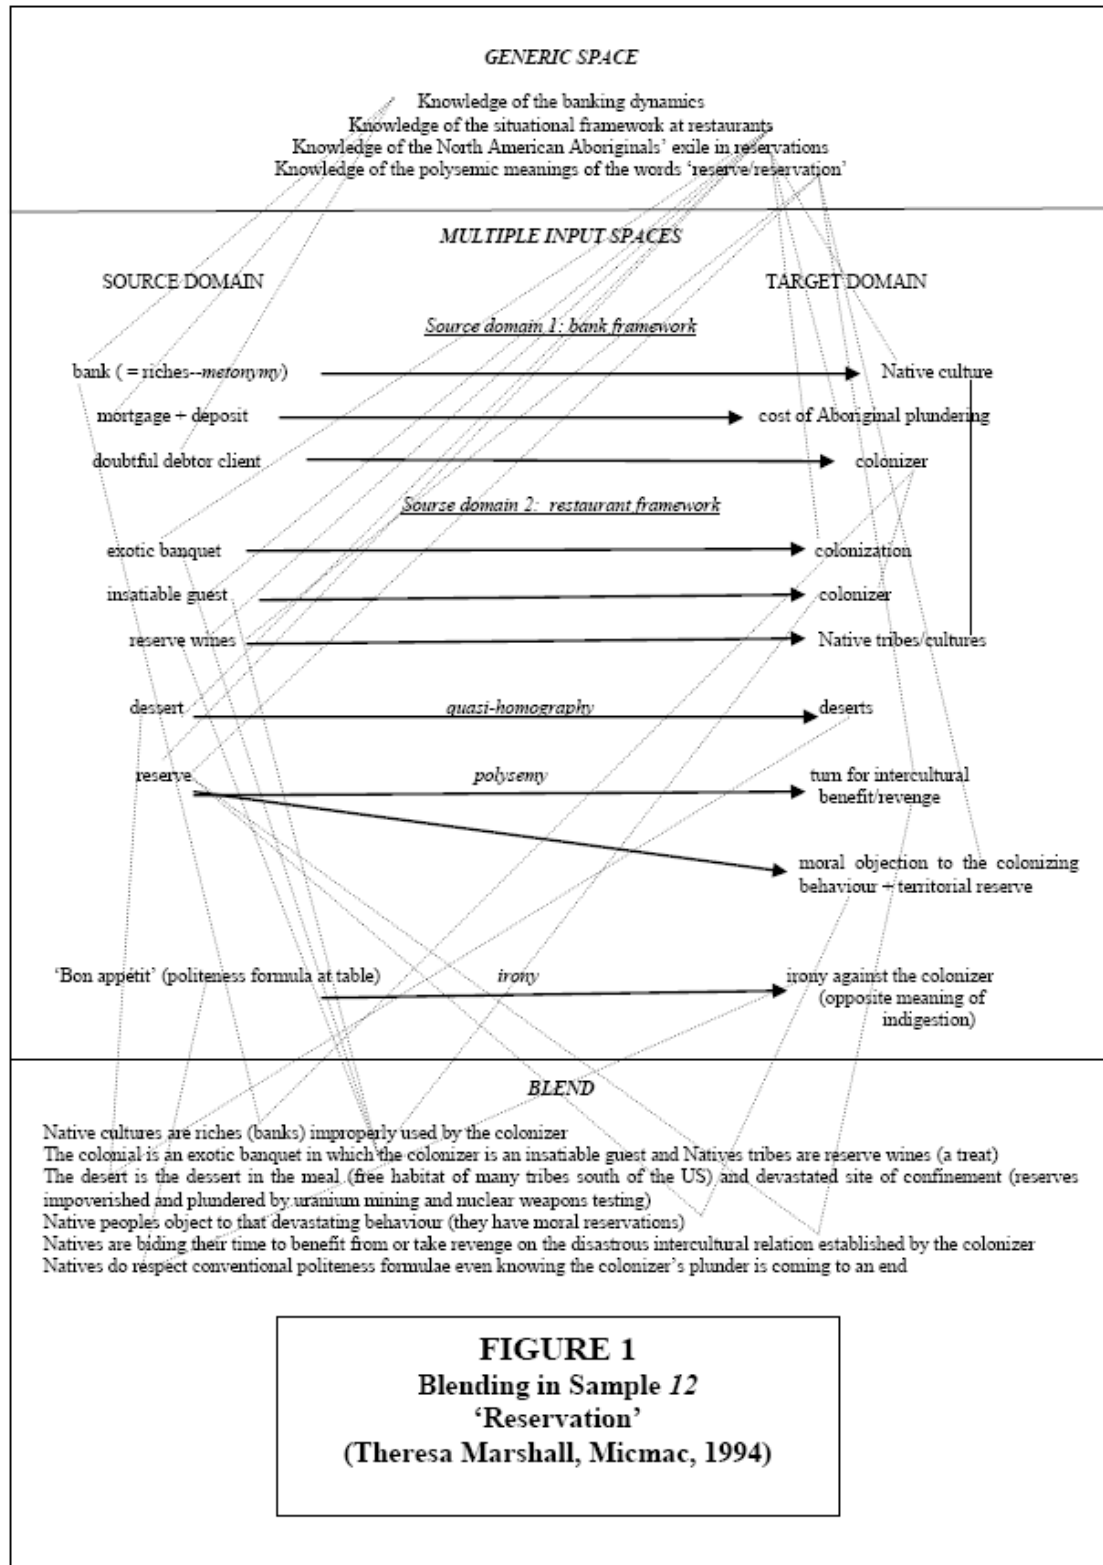 GENERIC SPACE
Knowledge of the banking dynamics
Knowledge of the situational framework at restaurants
Knowledge of the North American Aboriginals' exile in reservations
Knowledge of the polysemic meanings of the words 'reserve/reservation'
MULTIPLE INPUT SPACES
SOURCE DOMAIN TARGET DOMAIN
Source domain 1: bank framework
bank ( = riches--metonymy) Native culture
mortgage + deposit cost of Aboriginal plundering
doubtful debtor client colonizer
Sourse domain 2: restaurant framework
exotic banquet colonization
insatiable guest colonizer
reserve wines Native tribes/cultures
dessert quasi-homography deserts
reserve polysemy turn for intercultural
benefit/revenge
moral objection to the colonizing
behaviour + territorial reserve
'Bon appétit' (politeness formula at table) irony irony against the colonizer
(opposite meaning of
indigestion)
BLEND
Native cultures are riches (banks) improperly used by the colonizer
The colonial is an exotic banquet in which the colonizer is an insatiable guest and Natives tribes are reserve wines (a treat)
The desert is the dessert in the meal (free habitat of many tribes south of the US) and devastated site of confinement (reserves
impoverished and plundered by uranium mining and nuclear weapons testing)
Native peoples object to that devastating behaviour (they have moral reservations)
Natives are biding their time to benefit from or take revenge on the disastrous intercultural relation established by the colonizer
Natives do respect conventional politeness formulae even knowing the colonizer's plunder is coming to an end
FIGURE 1
Blending in Sample 12
'Reservation'
(Theresa Marshall, Micmac, 1994)